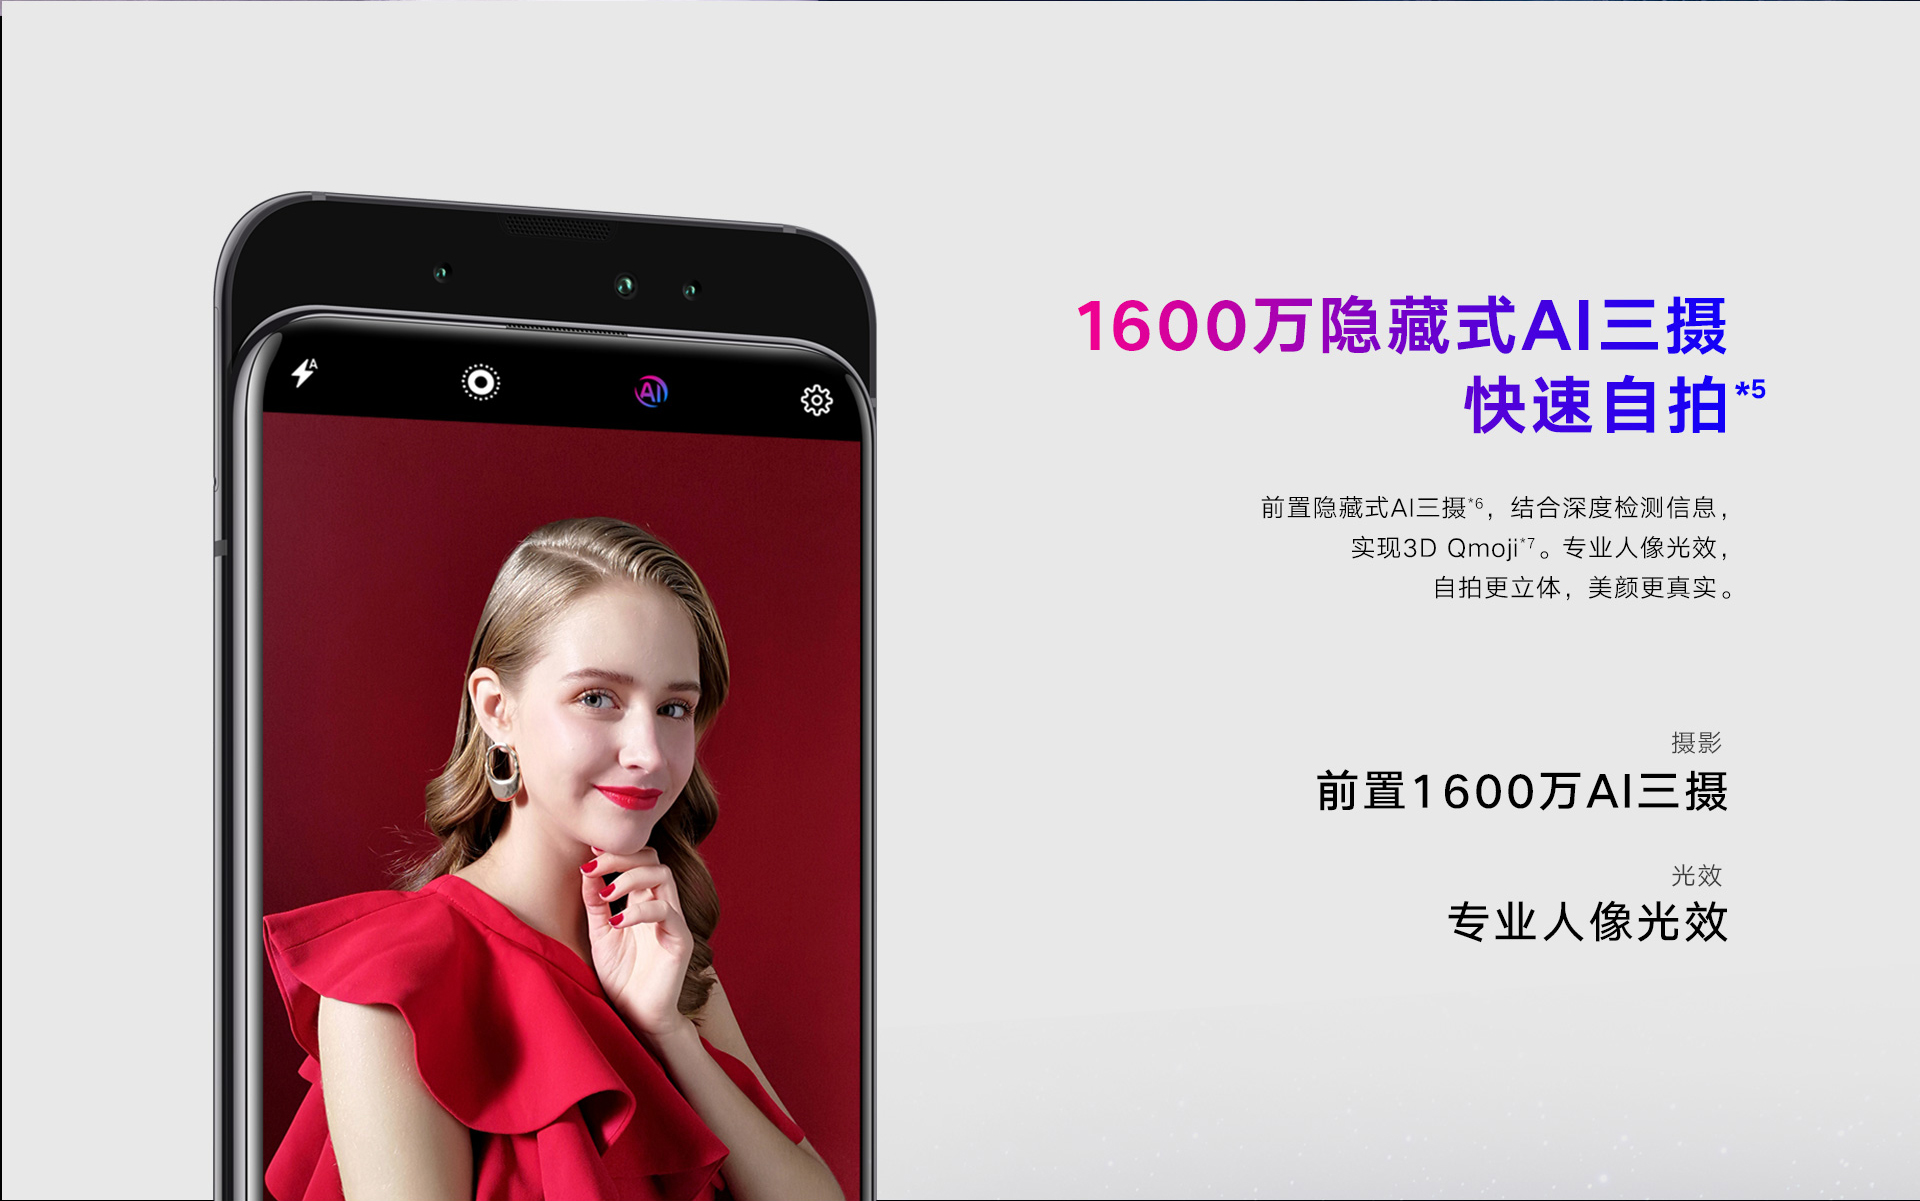 A
AI
1600万隐藏式AI三摄
快速自拍*5
前置隐藏式AI三摄*6，结合深度检测信息，
实现3D Qmoji*7。专业人像光效，
自拍更立体，美颜更真实。
摄影
前置1600万AI三摄
光效
专业人像光效